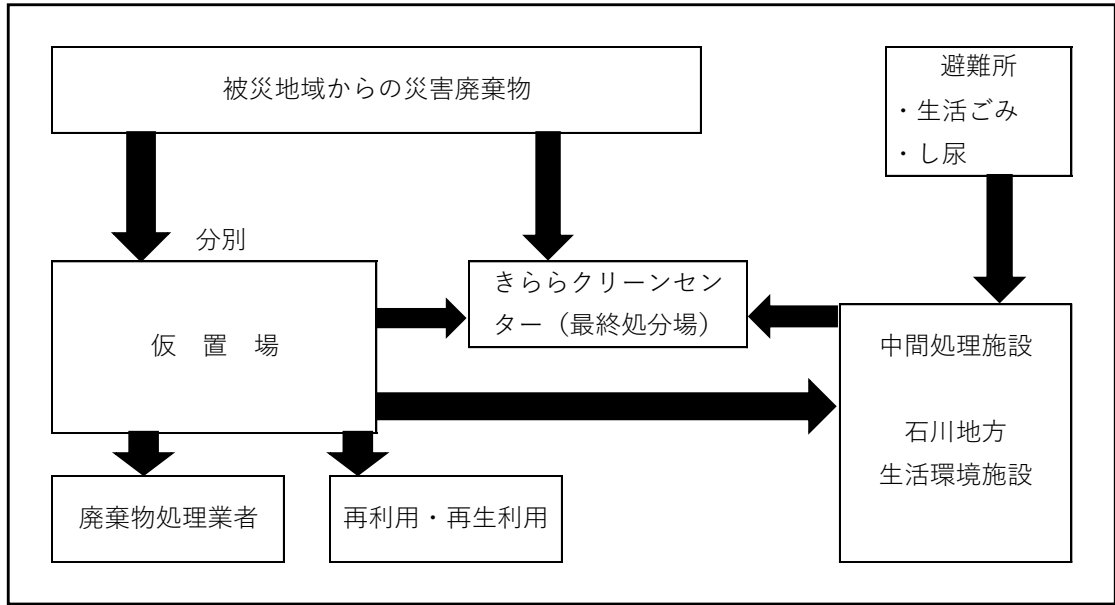 被災地域からの災害廃棄物
避難所
・生活ごみ
・し尿
分別
仮　置　場
きららクリーンセン
ター（最終処分場）
中間処理施設
石川地方
生活環境施設
廃棄物処理業者
再利用・再生利用